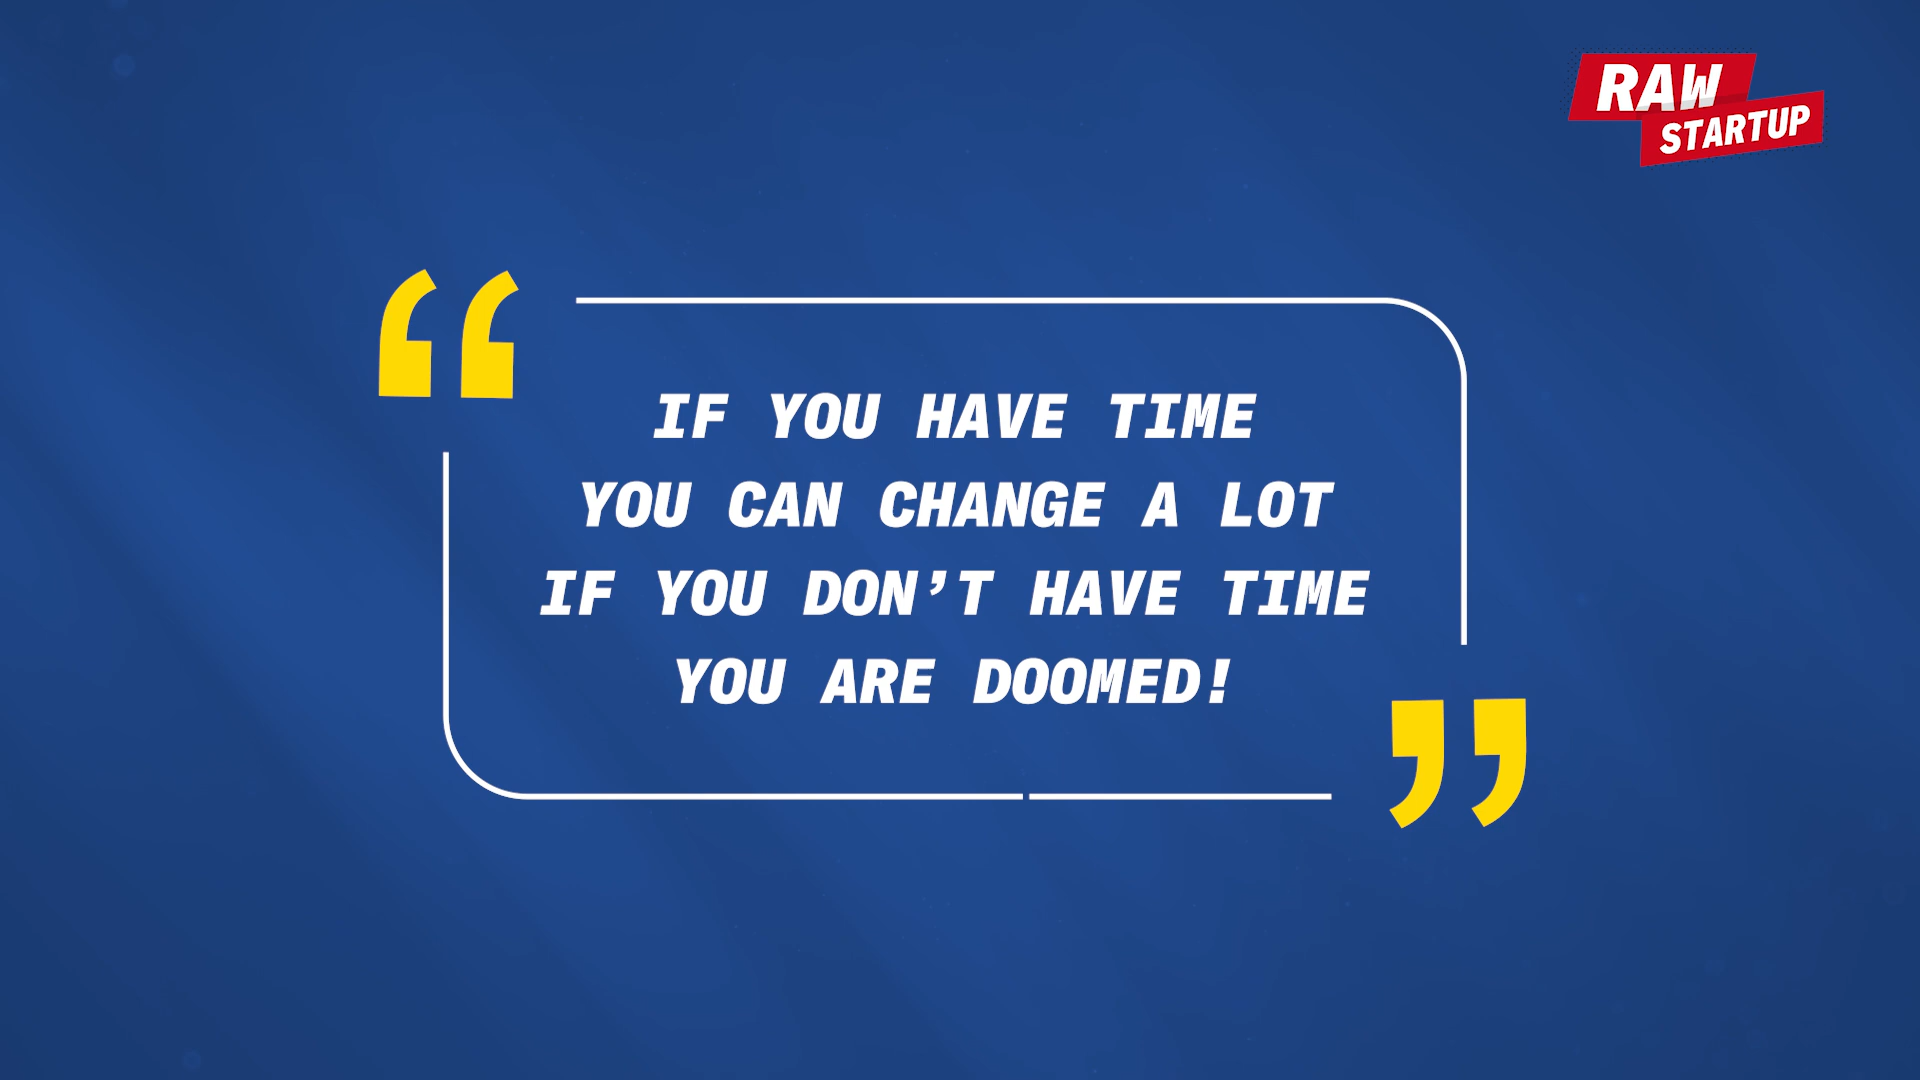 RAW
STARTUP
“
IF YOU HAVE TIME
YOU CAN CHANGE A LOT
IF YOU DON’T HAVE TIME
YOU ARE DOOMED!
”